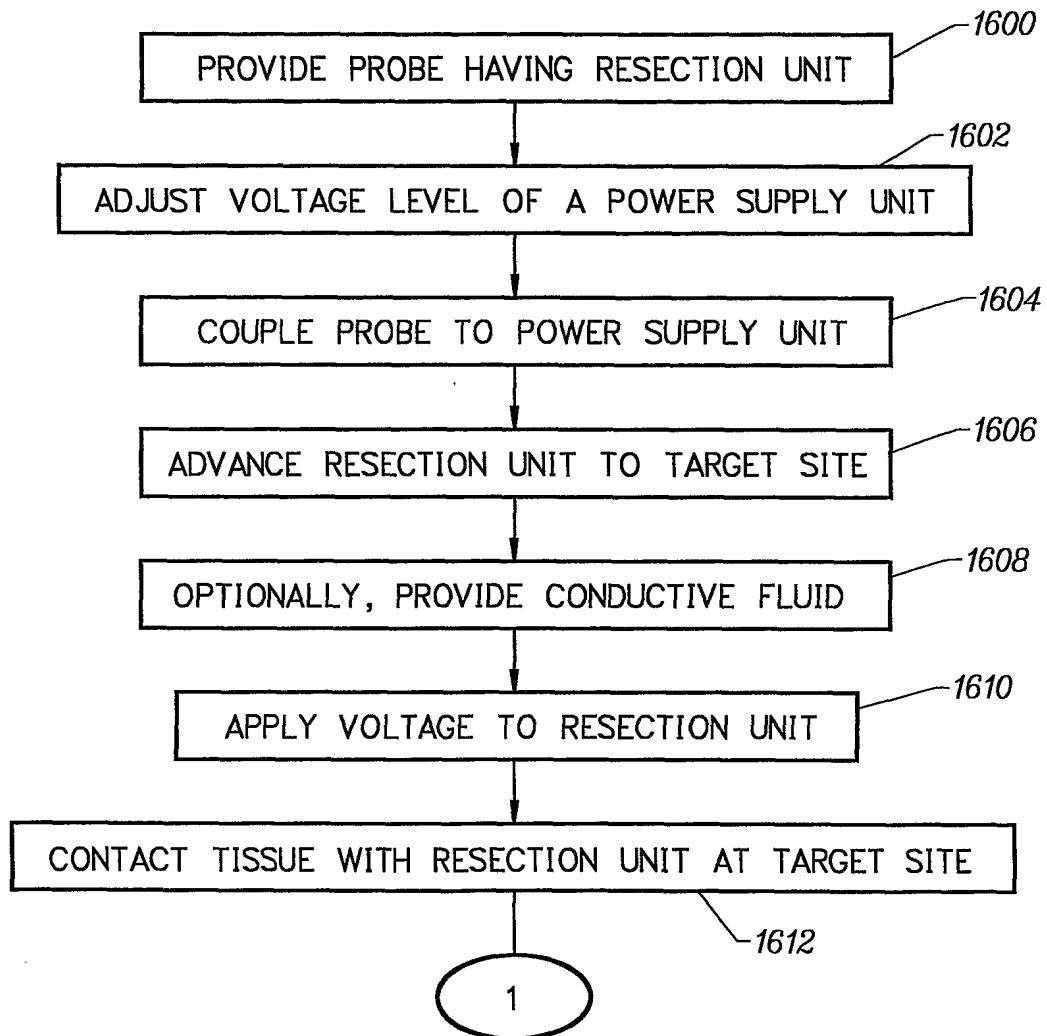 1600
PROVIDE PROBE HAVING RESECTION UNIT
1602
ADJUST VOLTAGE LEVEL OF A POWER SUPPLY UNIT
1604
COUPLE PROBE TO POWER SUPPLY UNIT
1606
ADVANCE RESECTION UNIT TO TARGET SITE
1608
OPTIONALLY, PROVIDE CONDUCTIVE FLUID
1610
APPLY VOLTAGE TO RESECTION UNIT
CONTACT TISSUE WITH RESECTION UNIT AT TARGET SITE
1612
1